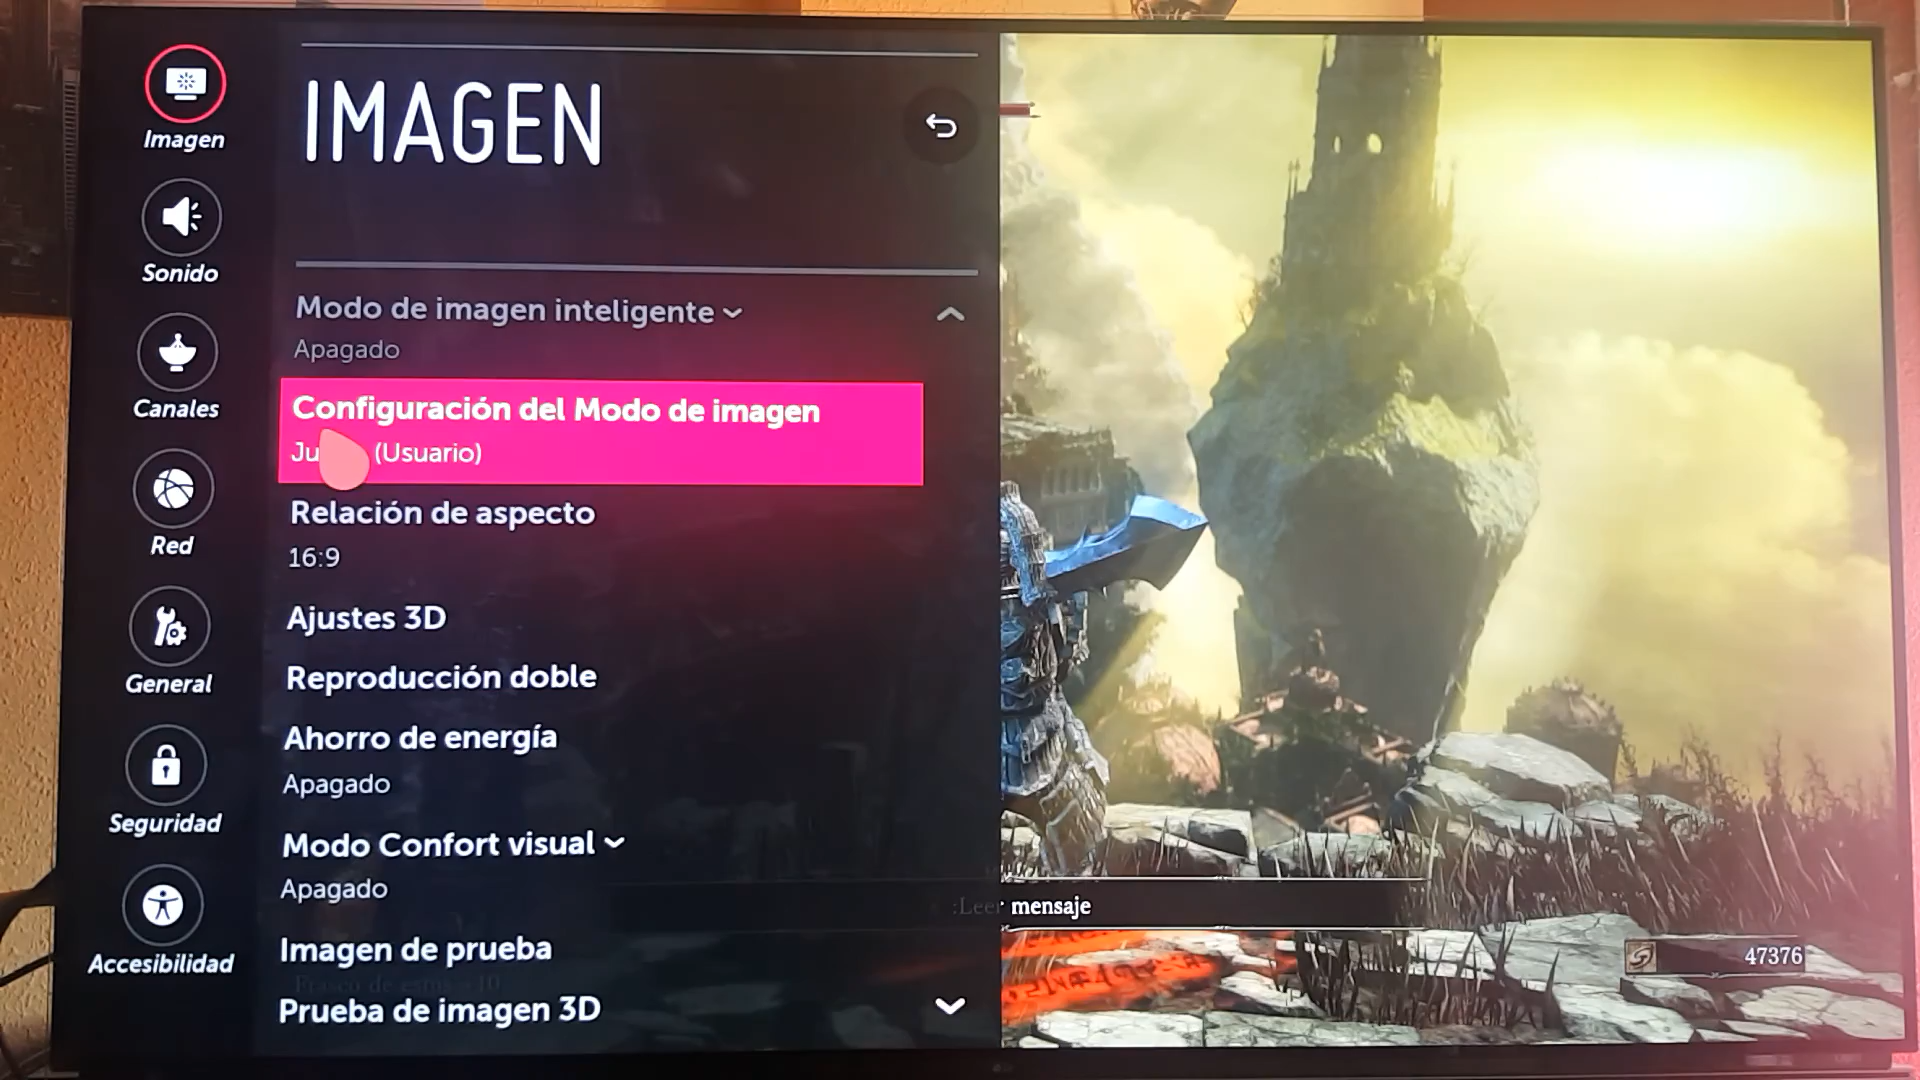 Imagen
Sonido
Canales
Red
General
Seguridad
Accesibilidad
IMAGEN
Modo de imagen inteligente
Apagado
Configuración del Modo de imagen
Ju (Usuario)
Relación de aspecto
16:9
Ajustes 3D
Reproducción doble
Ahorro de energía
Apagado
Modo Confort visual
Apagado
Imagen de prueba
Prueba de imagen 3D
:Leer mensaje
47376